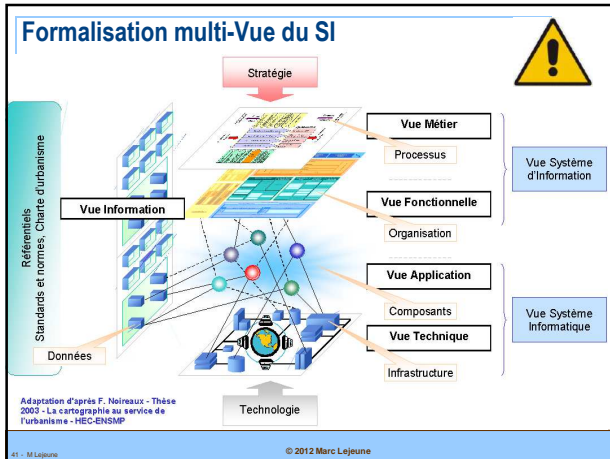 Formalisation multi-Vue du SI
Stratégie
Référentiels
Standards et normes, Charte d'urbanisme
Vue Métier
Processus
Vue Système
d'Information
Vue Information
Vue Fonctionnelle
Organisation
Vue Application
Composants
Vue Système
Informatique
Vue Technique
Données
Infrastructure
Technologie
Adaptation d'après F. Noireaux - Thèse
2003 - La cartographie au service de
l'urbanisme - HEC-ENSMP
41 - M Lejeune
© 2012 Marc Lejeune